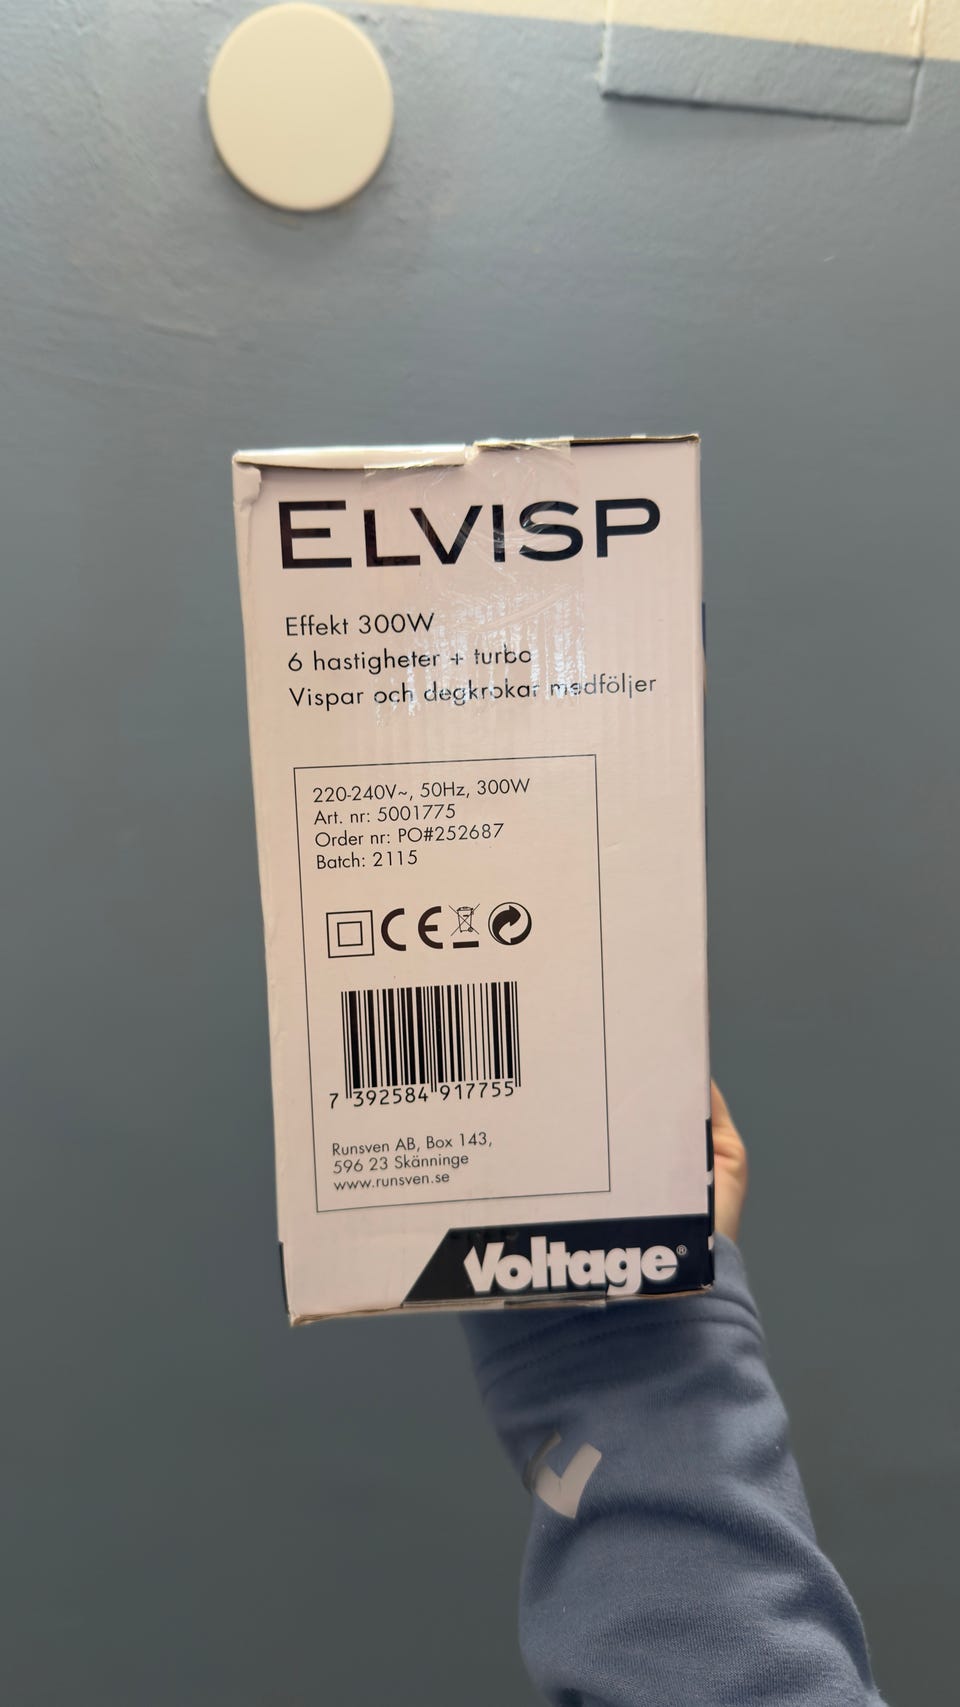 ELVISP
Effekt 300W
6 hastigheter + turbo
Vispar och degkrokar medföljer
220-240V~, 50Hz, 300W
Art. nr: 5001775
Order nr: PO#252687
Batch: 2115
CE
7 392584 917755
Runsven AB, Box 143,
596 23 Skänninge
www.runsven.se
Voltage®